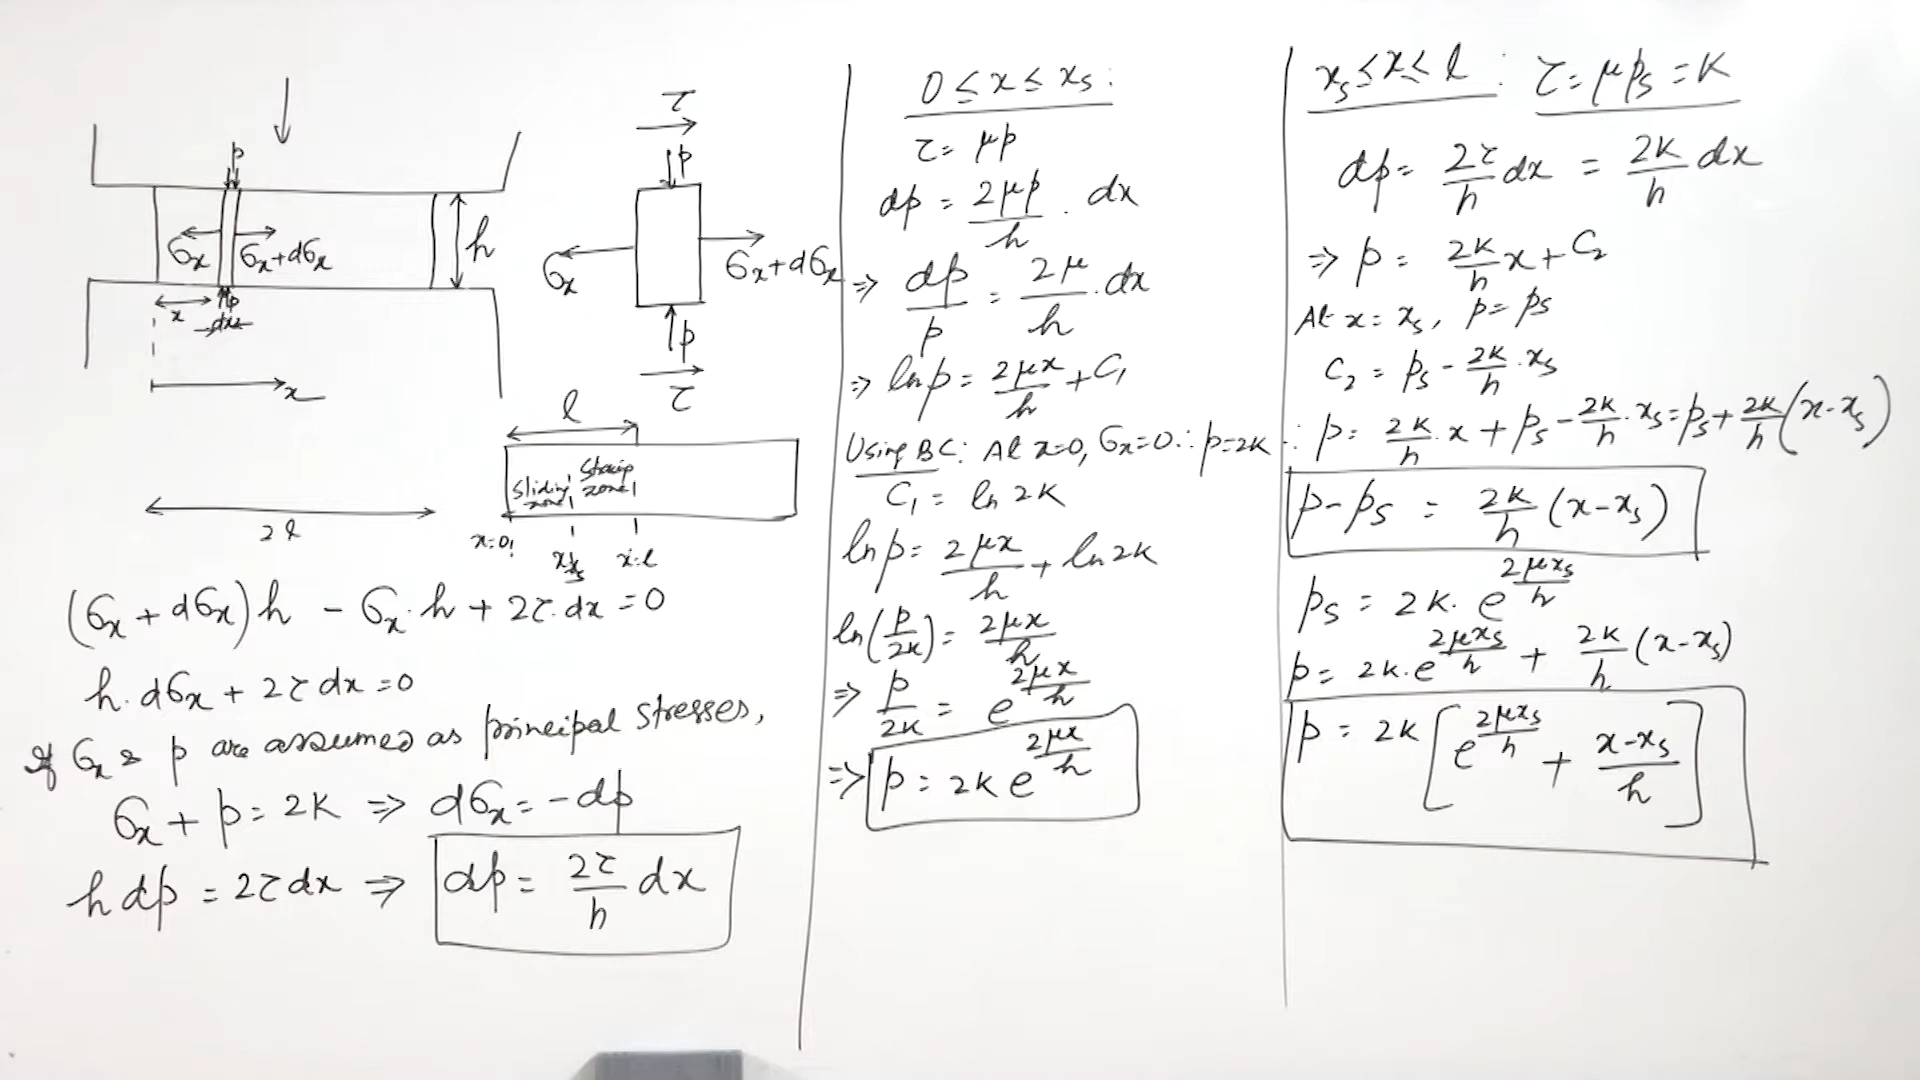 τ
p
p
σx
σx+dσx
h
p
x
dx
x
2l
τ
p
σx
σx+dσx
p
τ
l
sliding zone
sticking zone
x=0
xs
x=l
(σx + dσx)h - σx.h + 2τ.dx = 0
h.dσx + 2τdx = 0
If σx & p are assumed as principal stresses,
σx + p = 2K ⇒ dσx = -dp
hdp = 2τdx ⇒ dp = 2τ/h dx
0 ≤ x ≤ xs :
τ = μp
dp = 2μp/h . dx
⇒ dp/p = 2μ/h . dx
⇒ ln p = 2μx/h + C₁
Using BC: At x=0, σx=0 ∴ p=2K
C₁ = ln 2K
ln p = 2μx/h + ln 2K
ln(p/2K) = 2μx/h
⇒ p/2K = e^(2μx/h)
⇒ p = 2K e^(2μx/h)
xs ≤ x ≤ l : τ = μps = K
dp = 2τ/h dx = 2K/h dx
⇒ p = 2K/h x + C₂
At x = xs, p = ps
C₂ = ps - 2K/h . xs
∴ p = 2K/h . x + ps - 2K/h . xs = ps + 2K/h (x-xs)
p - ps = 2K/h (x-xs)
ps = 2K. e^(2μxs/h)
p = 2K.e^(2μxs/h) + 2K/h (x-xs)
p = 2K [e^(2μxs/h) + (x-xs)/h]